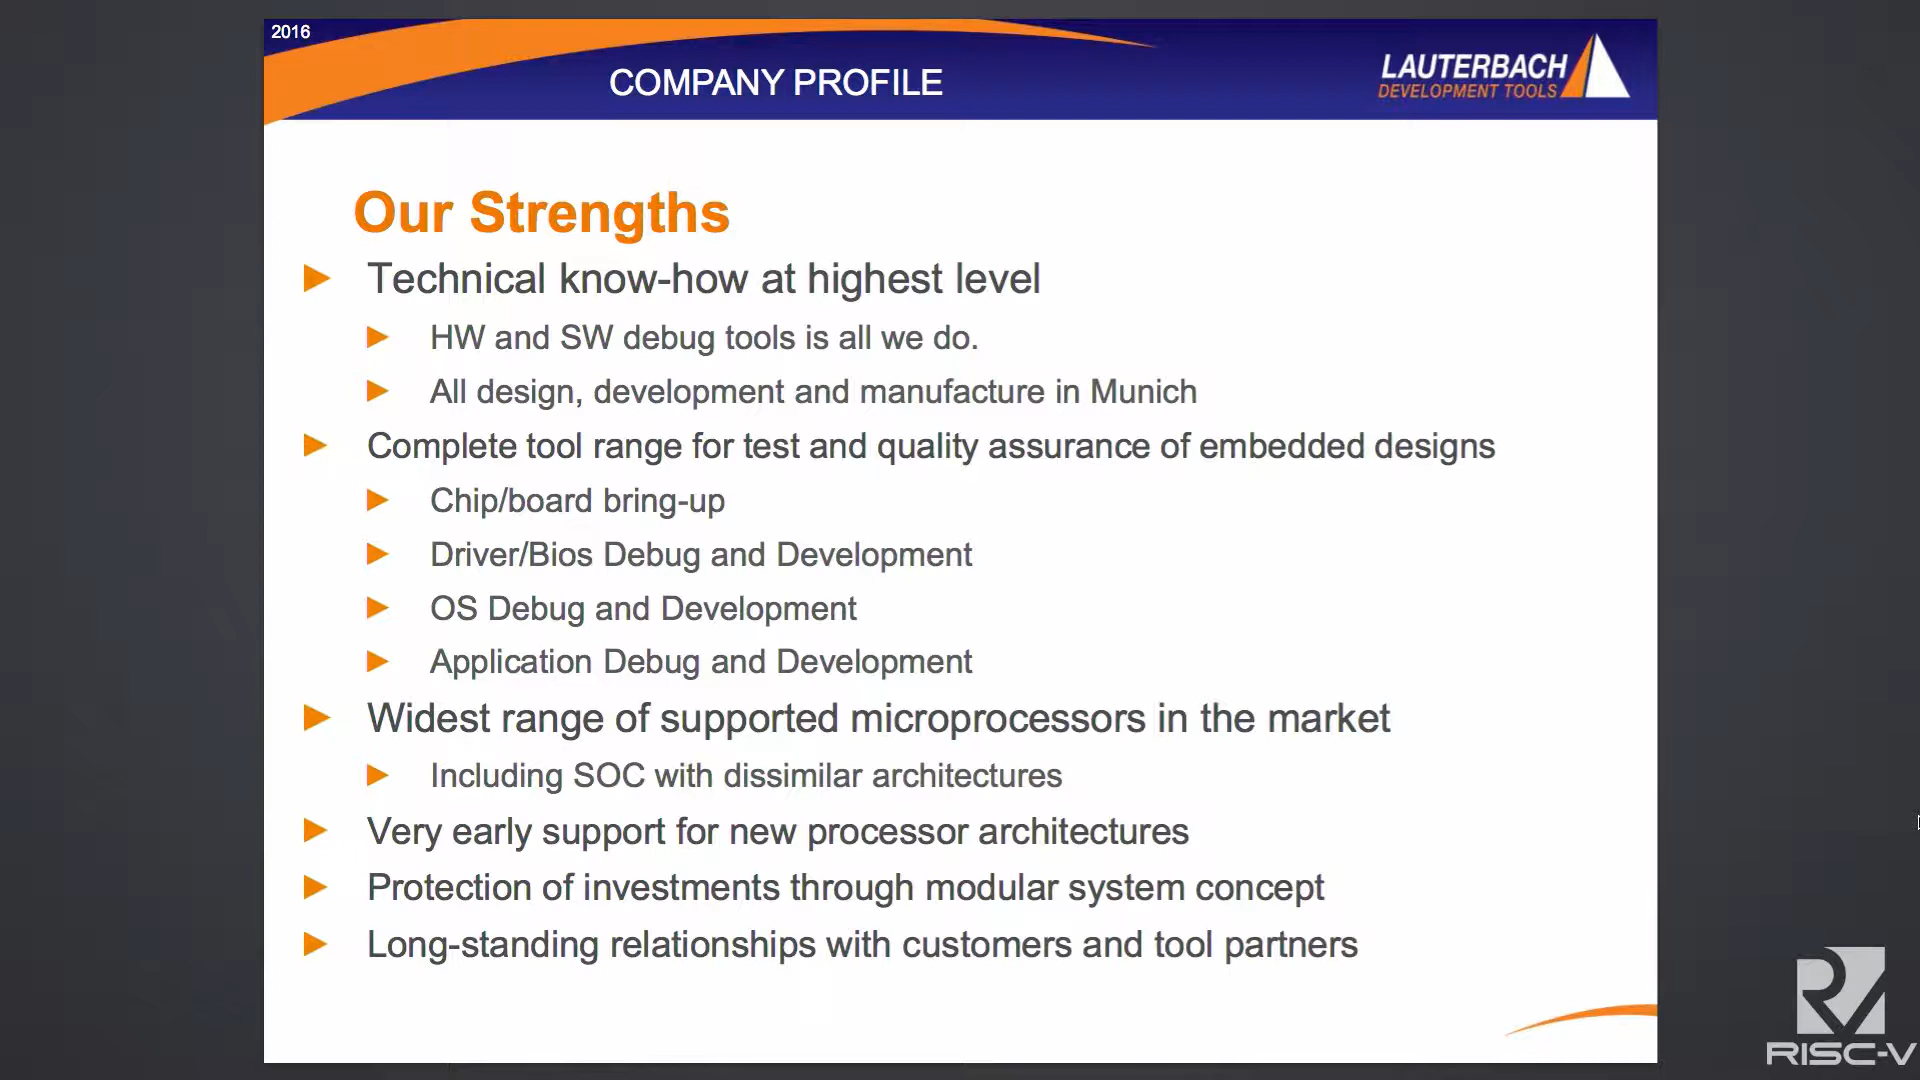 2016
COMPANY PROFILE
LAUTERBACH
DEVELOPMENT TOOLS
Our Strengths
Technical know-how at highest level
HW and SW debug tools is all we do.
All design, development and manufacture in Munich
Complete tool range for test and quality assurance of embedded designs
Chip/board bring-up
Driver/Bios Debug and Development
OS Debug and Development
Application Debug and Development
Widest range of supported microprocessors in the market
Including SOC with dissimilar architectures
Very early support for new processor architectures
Protection of investments through modular system concept
Long-standing relationships with customers and tool partners
RISC-V